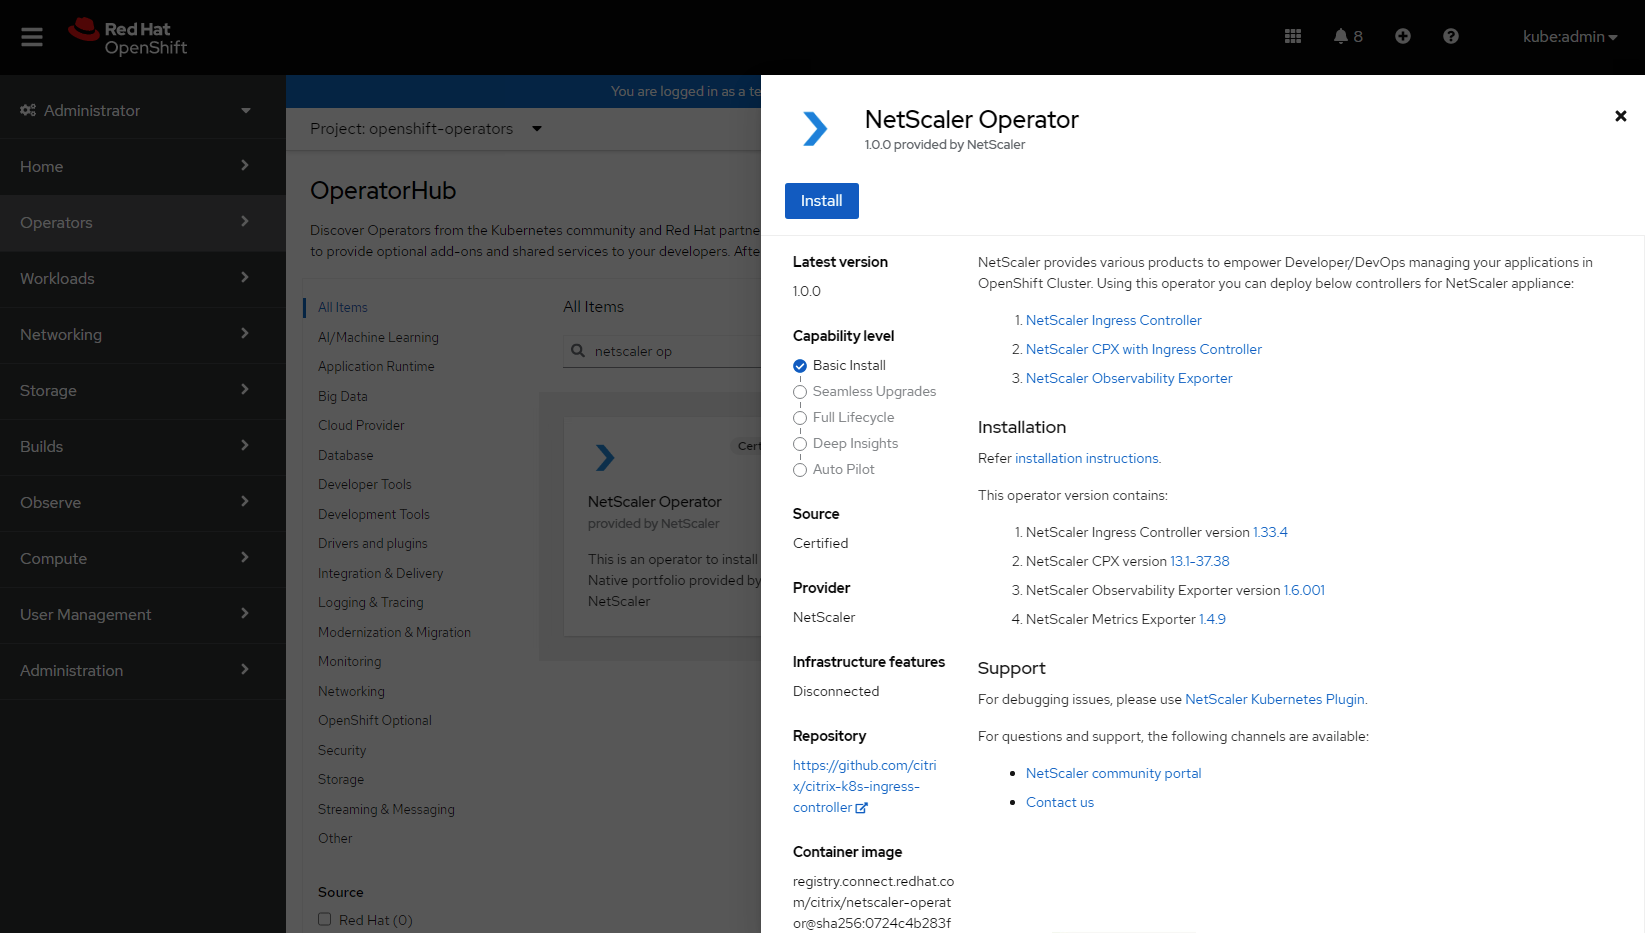 Red Hat
OpenShift
8
kube:admin
Administrator
Home
Operators
Workloads
Networking
Storage
Builds
Observe
Compute
User Management
Administration
You are logged in as a te
Project: openshift-operators
OperatorHub
Discover Operators from the Kubernetes community and Red Hat partne
to provide optional add-ons and shared services to your developers. Afte
All Items
AI/Machine Learning
Application Runtime
Big Data
Cloud Provider
Database
Developer Tools
Development Tools
Drivers and plugins
Integration & Delivery
Logging & Tracing
Modernization & Migration
Monitoring
Networking
OpenShift Optional
Security
Storage
Streaming & Messaging
Other
Source
Red Hat (0)
All Items
netscaler op
Cert
NetScaler Operator
provided by NetScaler
This is an operator to install
Native portfolio provided by
NetScaler
NetScaler Operator
1.0.0 provided by NetScaler
Install
Latest version
1.0.0
Capability level
Basic Install
Seamless Upgrades
Full Lifecycle
Deep Insights
Auto Pilot
Source
Certified
Provider
NetScaler
Infrastructure features
Disconnected
Repository
https://github.com/citri
x/citrix-k8s-ingress-
controller
Container image
registry.connect.redhat.co
m/citrix/netscaler-operat
or@sha256:0724c4b283f
NetScaler provides various products to empower Developer/DevOps managing your applications in
OpenShift Cluster. Using this operator you can deploy below controllers for NetScaler appliance:
1. NetScaler Ingress Controller
2. NetScaler CPX with Ingress Controller
3. NetScaler Observability Exporter
Installation
Refer installation instructions.
This operator version contains:
1. NetScaler Ingress Controller version 1.33.4
2. NetScaler CPX version 13.1-37.38
3. NetScaler Observability Exporter version 1.6.001
4. NetScaler Metrics Exporter 1.4.9
Support
For debugging issues, please use NetScaler Kubernetes Plugin.
For questions and support, the following channels are available:
• NetScaler community portal
• Contact us